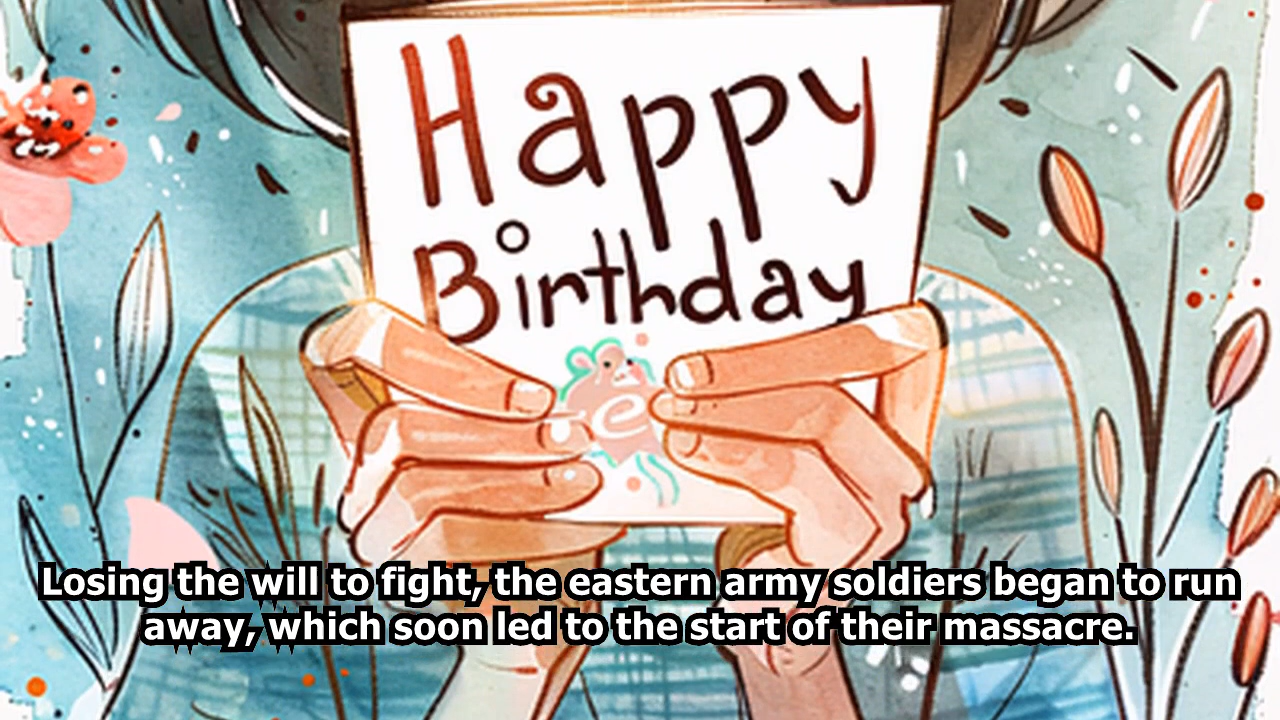 Happy
Birthday
e
Losing the will to fight, the eastern army soldiers began to run
away, which soon led to the start of their massacre.